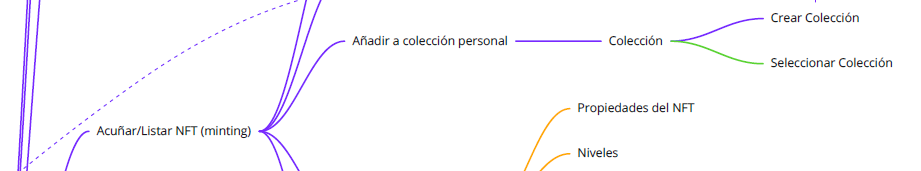 Crear Colección
Añadir a colección personal
Colección
Seleccionar Colección
Propiedades del NFT
Acuñar/Listar NFT (minting)
Niveles